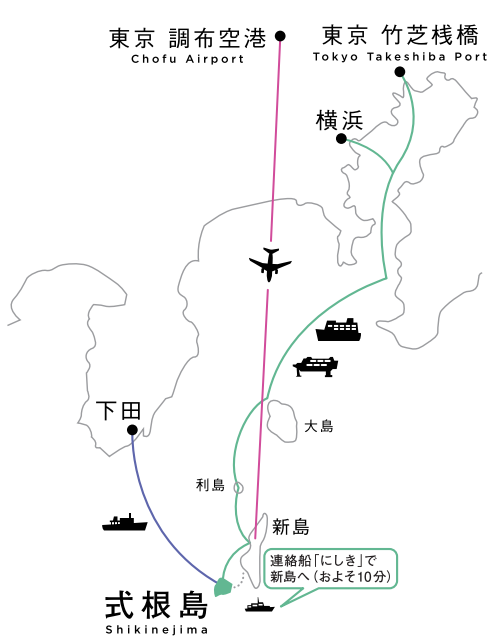 東京 調布空港
Chofu Airport
東京 竹芝桟橋
Tokyo Takeshiba Port
横浜
下田
大島
利島
新島
連絡船「にしき」で
新島へ（およそ10分）
式根島
Shikinejima